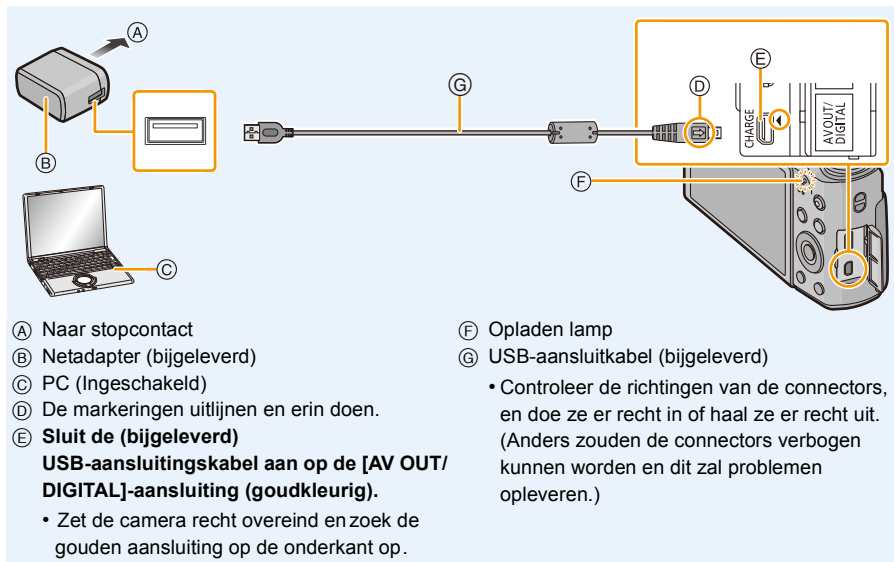 Ⓐ
Ⓑ
Ⓒ
Ⓖ
Ⓓ
Ⓔ
Ⓕ
CHARGE
AV OUT/
DIGITAL
Ⓐ Naar stopcontact
Ⓑ Netadapter (bijgeleverd)
Ⓒ PC (Ingeschakeld)
Ⓓ De markeringen uitlijnen en erin doen.
Ⓔ Sluit de (bijgeleverd)
USB-aansluitingskabel aan op de [AV OUT/
DIGITAL]-aansluiting (goudkleurig).
• Zet de camera recht overeind en zoek de
gouden aansluiting op de onderkant op.
Ⓕ Opladen lamp
Ⓖ USB-aansluitkabel (bijgeleverd)
• Controleer de richtingen van de connectors,
en doe ze er recht in of haal ze er recht uit.
(Anders zouden de connectors verbogen
kunnen worden en dit zal problemen
opleveren.)